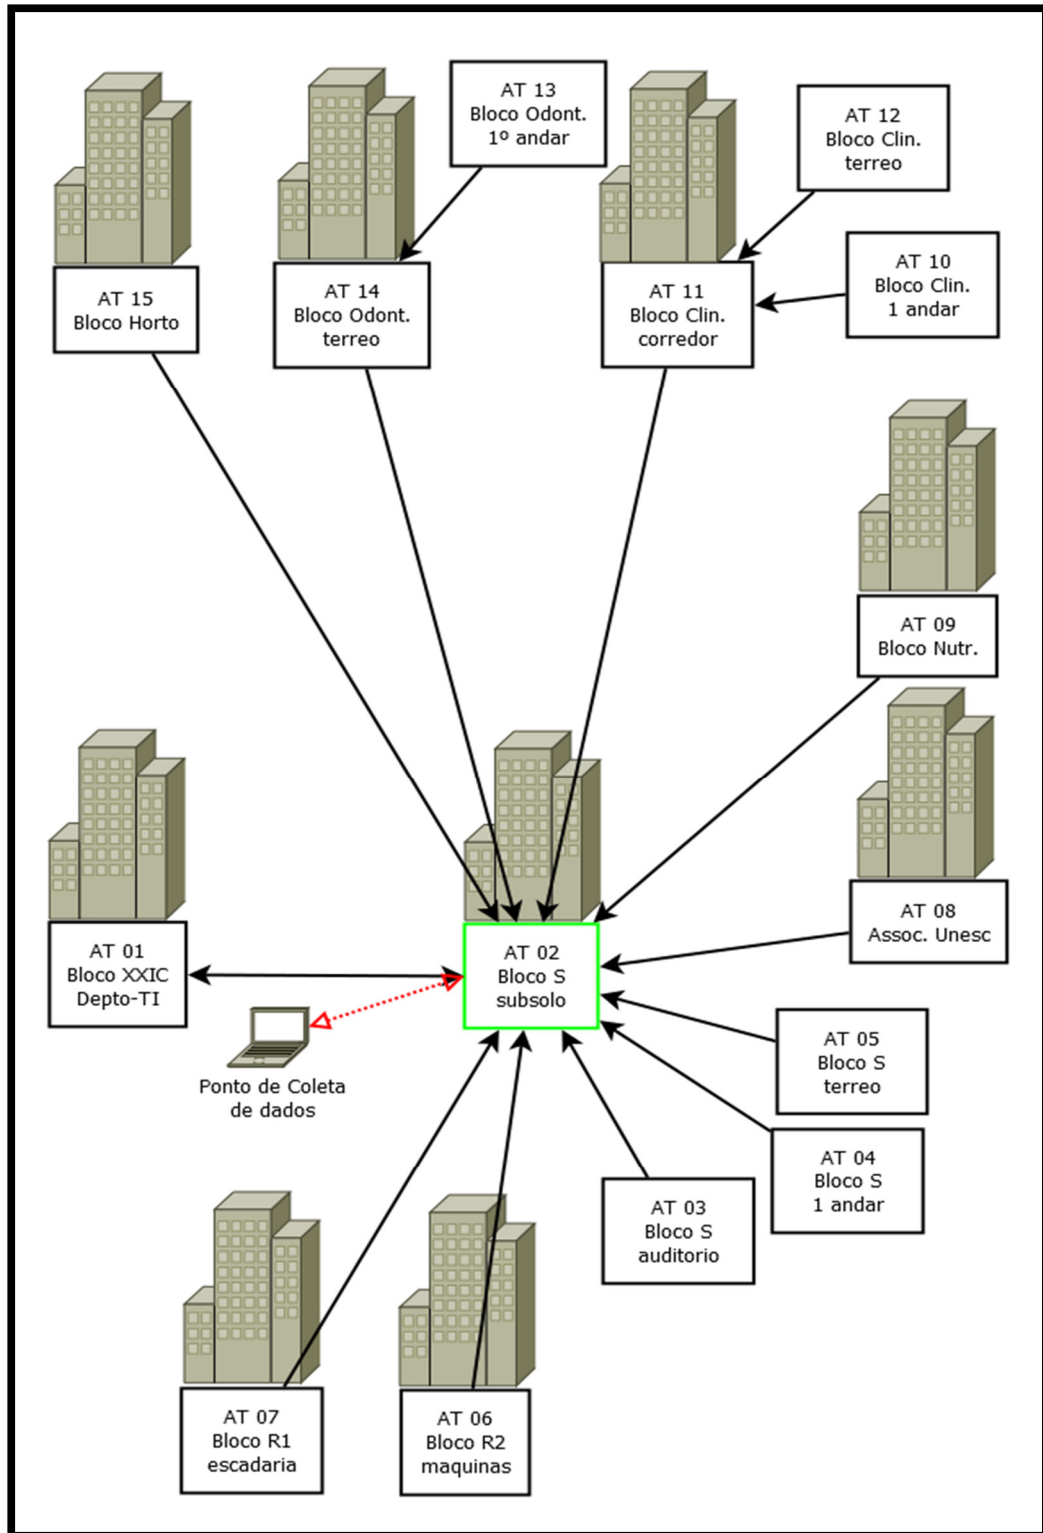 AT 13
Bloco Odont.
1º andar
AT 12
Bloco Clin.
terreo
AT 15
Bloco Horto
AT 14
Bloco Odont.
terreo
AT 11
Bloco Clin.
corredor
AT 10
Bloco Clin.
1 andar
AT 09
Bloco Nutr.
AT 08
Assoc. Unesc
AT 01
Bloco XXIC
Depto-TI
AT 02
Bloco S
subsolo
Ponto de Coleta
de dados
AT 05
Bloco S
terreo
AT 04
Bloco S
1 andar
AT 03
Bloco S
auditorio
AT 07
Bloco R1
escadaria
AT 06
Bloco R2
maquinas